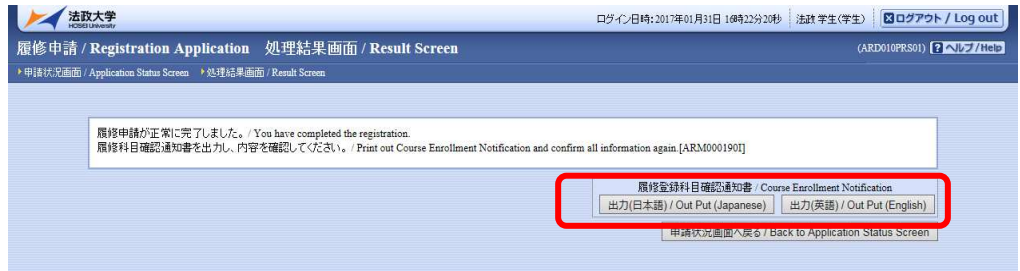 法政大学
HOSEI University
ログイン日時：2017年01月31日 16時22分20秒 法政 学生(学生) ログアウト / Log out
履修申請 / Registration Application 処理結果画面 / Result Screen (ARD010PRS01) ? ヘルプ/Help
申請状況画面 / Application Status Screen 処理結果画面 / Result Screen
履修申請が正常に完了しました。/ You have completed the registration.
履修科目確認通知書を出力し、内容を確認してください。/ Print out Course Enrollment Notification and confirm all information again.[ARM000190I]
履修登録科目確認通知書 / Course Enrollment Notification
出力(日本語) / Out Put (Japanese) 出力(英語) / Out Put (English)
申請状況画面へ戻る / Back to Application Status Screen